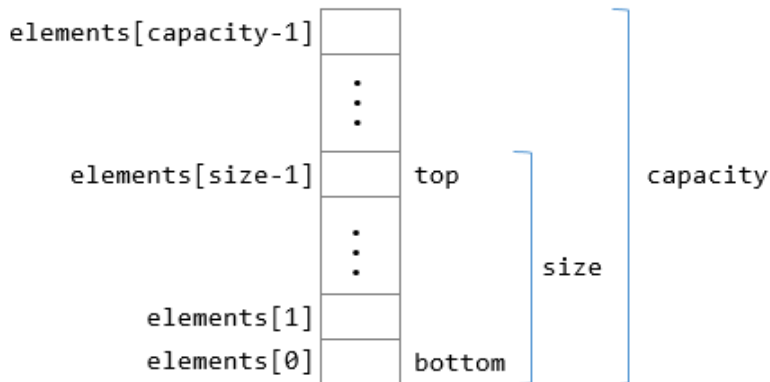 elements[capacity-1]
elements[size-1] top capacity
size
elements[1]
elements[0] bottom